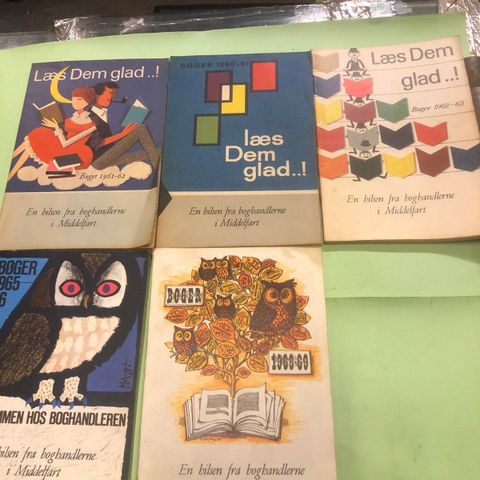 Læs Dem glad..!
Bøger 1961-62
En hilsen fra boghandlerne
i Middelfart
BØGER 1960-61
læs
Dem
glad..!
En hilsen fra boghandlerne
i Middelfart
Læs Dem
glad..!
Bøger 1962-63
En hilsen fra boghandlerne
i Middelfart
BØGER
1965
6
MMEN HOS BOGHANDLEREN
sen fra boghandlerne
i Middelfart
BØGER
1968-69
En hilsen fra boghandlerne